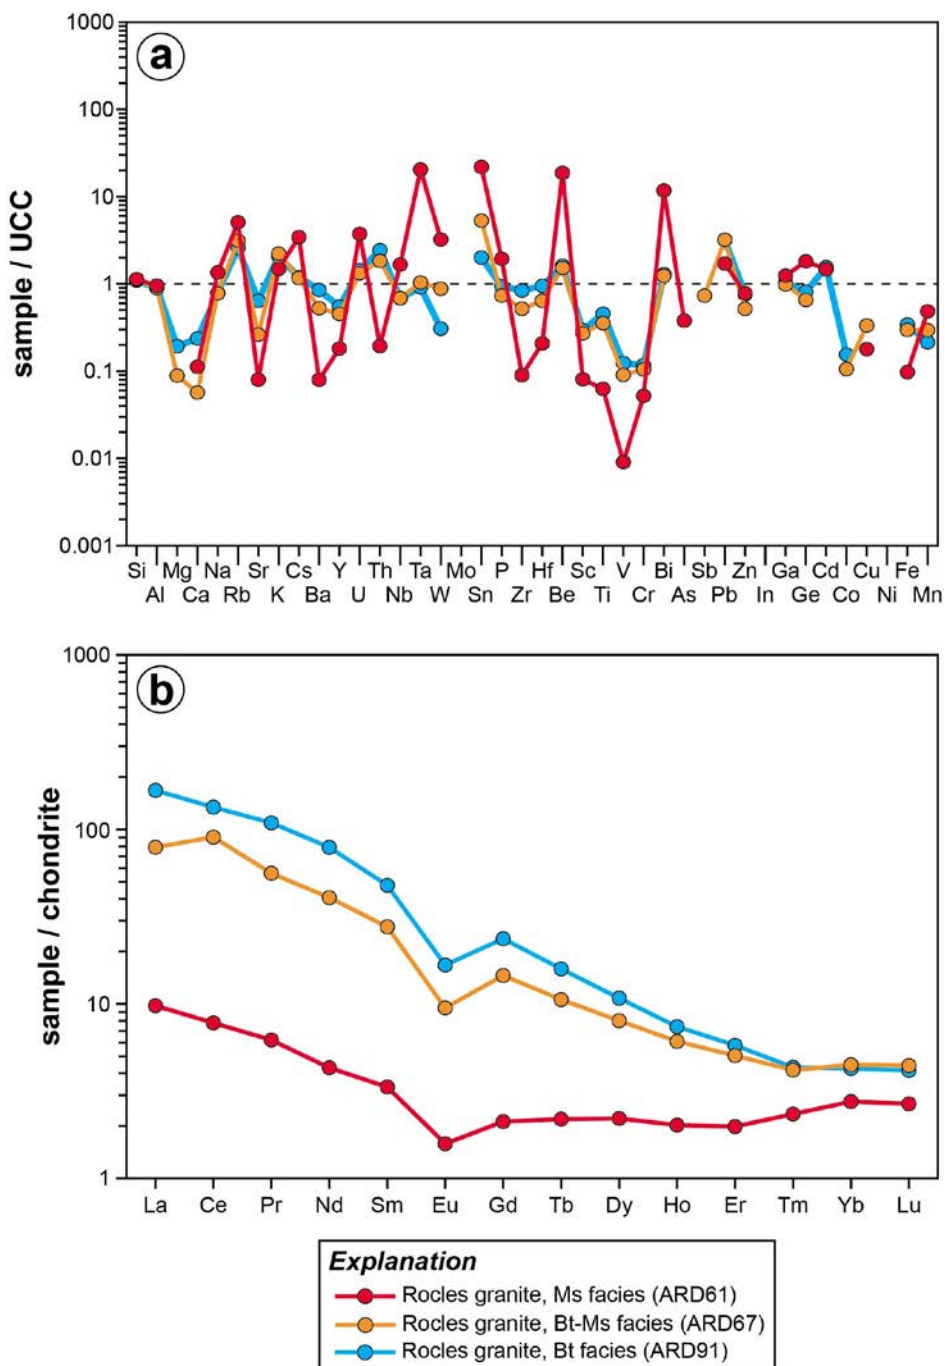 1000
a
100
10
1
0.1
0.01
0.001
sample / UCC
Si Mg Na Sr Cs Y Th Ta Mo P Hf Sc V Bi Sb Zn Ga Cd Cu Fe
Al Ca Rb K Ba U Nb W Sn Zr Be Ti Cr As Pb In Ge Co Ni Mn
1000
b
100
10
1
sample / chondrite
La Ce Pr Nd Sm Eu Gd Tb Dy Ho Er Tm Yb Lu
Explanation
Rocles granite, Ms facies (ARD61)
Rocles granite, Bt-Ms facies (ARD67)
Rocles granite, Bt facies (ARD91)